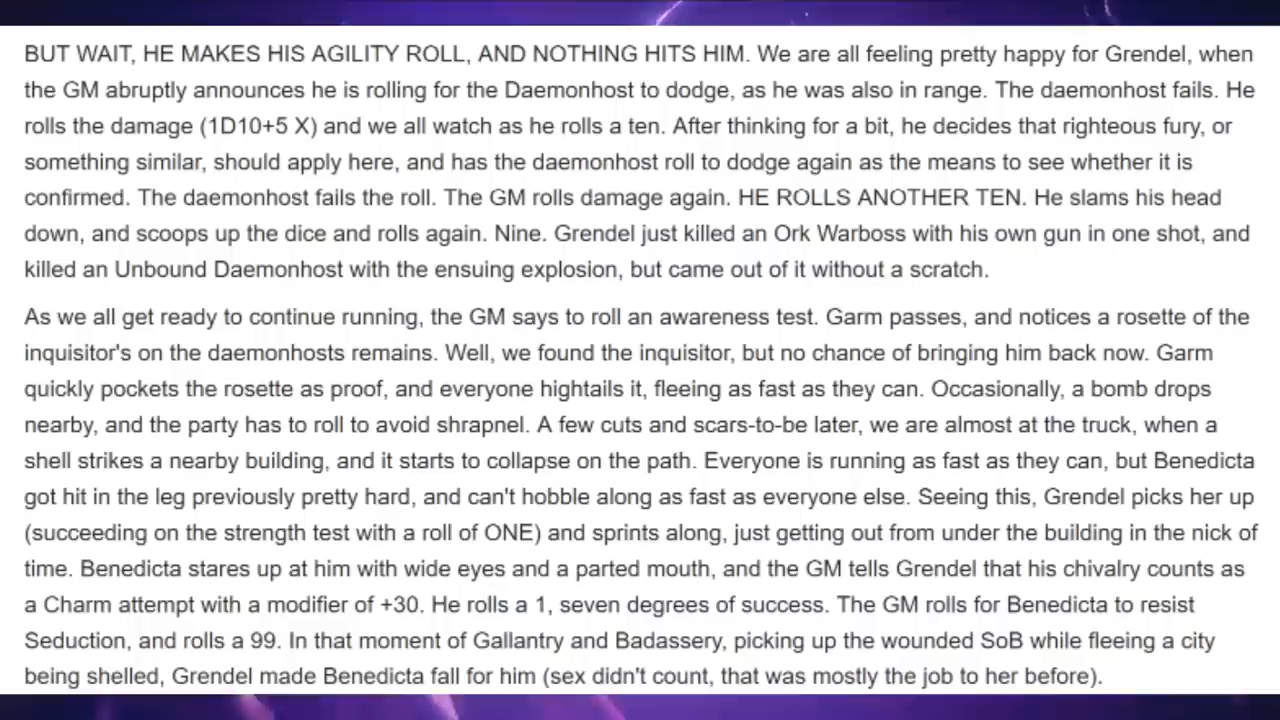 BUT WAIT, HE MAKES HIS AGILITY ROLL, AND NOTHING HITS HIM. We are all feeling pretty happy for Grendel, when
the GM abruptly announces he is rolling for the Daemonhost to dodge, as he was also in range. The daemonhost fails. He
rolls the damage (1D10+5 X) and we all watch as he rolls a ten. After thinking for a bit, he decides that righteous fury, or
something similar, should apply here, and has the daemonhost roll to dodge again as the means to see whether it is
confirmed. The daemonhost fails the roll. The GM rolls damage again. HE ROLLS ANOTHER TEN. He slams his head
down, and scoops up the dice and rolls again. Nine. Grendel just killed an Ork Warboss with his own gun in one shot, and
killed an Unbound Daemonhost with the ensuing explosion, but came out of it without a scratch.
As we all get ready to continue running, the GM says to roll an awareness test. Garm passes, and notices a rosette of the
inquisitor's on the daemonhosts remains. Well, we found the inquisitor, but no chance of bringing him back now. Garm
quickly pockets the rosette as proof, and everyone hightails it, fleeing as fast as they can. Occasionally, a bomb drops
nearby, and the party has to roll to avoid shrapnel. A few cuts and scars-to-be later, we are almost at the truck, when a
shell strikes a nearby building, and it starts to collapse on the path. Everyone is running as fast as they can, but Benedicta
got hit in the leg previously pretty hard, and can't hobble along as fast as everyone else. Seeing this, Grendel picks her up
(succeeding on the strength test with a roll of ONE) and sprints along, just getting out from under the building in the nick of
time. Benedicta stares up at him with wide eyes and a parted mouth, and the GM tells Grendel that his chivalry counts as
a Charm attempt with a modifier of +30. He rolls a 1, seven degrees of success. The GM rolls for Benedicta to resist
Seduction, and rolls a 99. In that moment of Gallantry and Badassery, picking up the wounded SoB while fleeing a city
being shelled, Grendel made Benedicta fall for him (sex didn't count, that was mostly the job to her before).